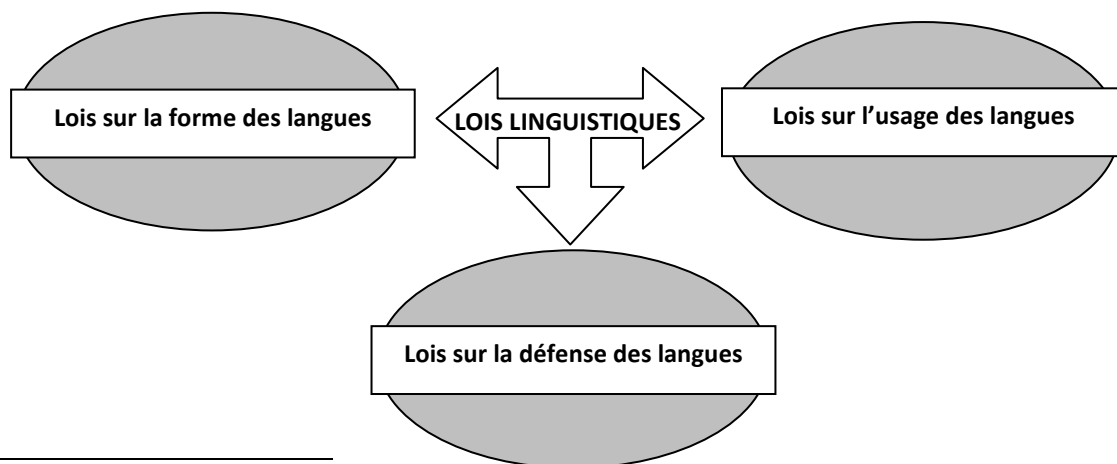 Lois sur la forme des langues
LOIS LINGUISTIQUES
Lois sur l’usage des langues
Lois sur la défense des langues